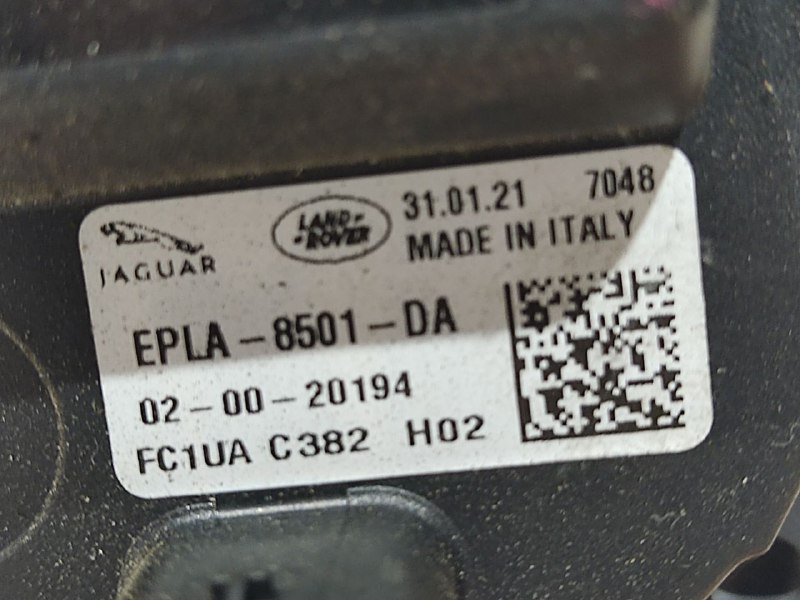 JAGUAR
LAND-
-ROVER
31.01.21 7048
MADE IN ITALY
EPLA-8501-DA
02-00-20194
FC1UA C382 H02